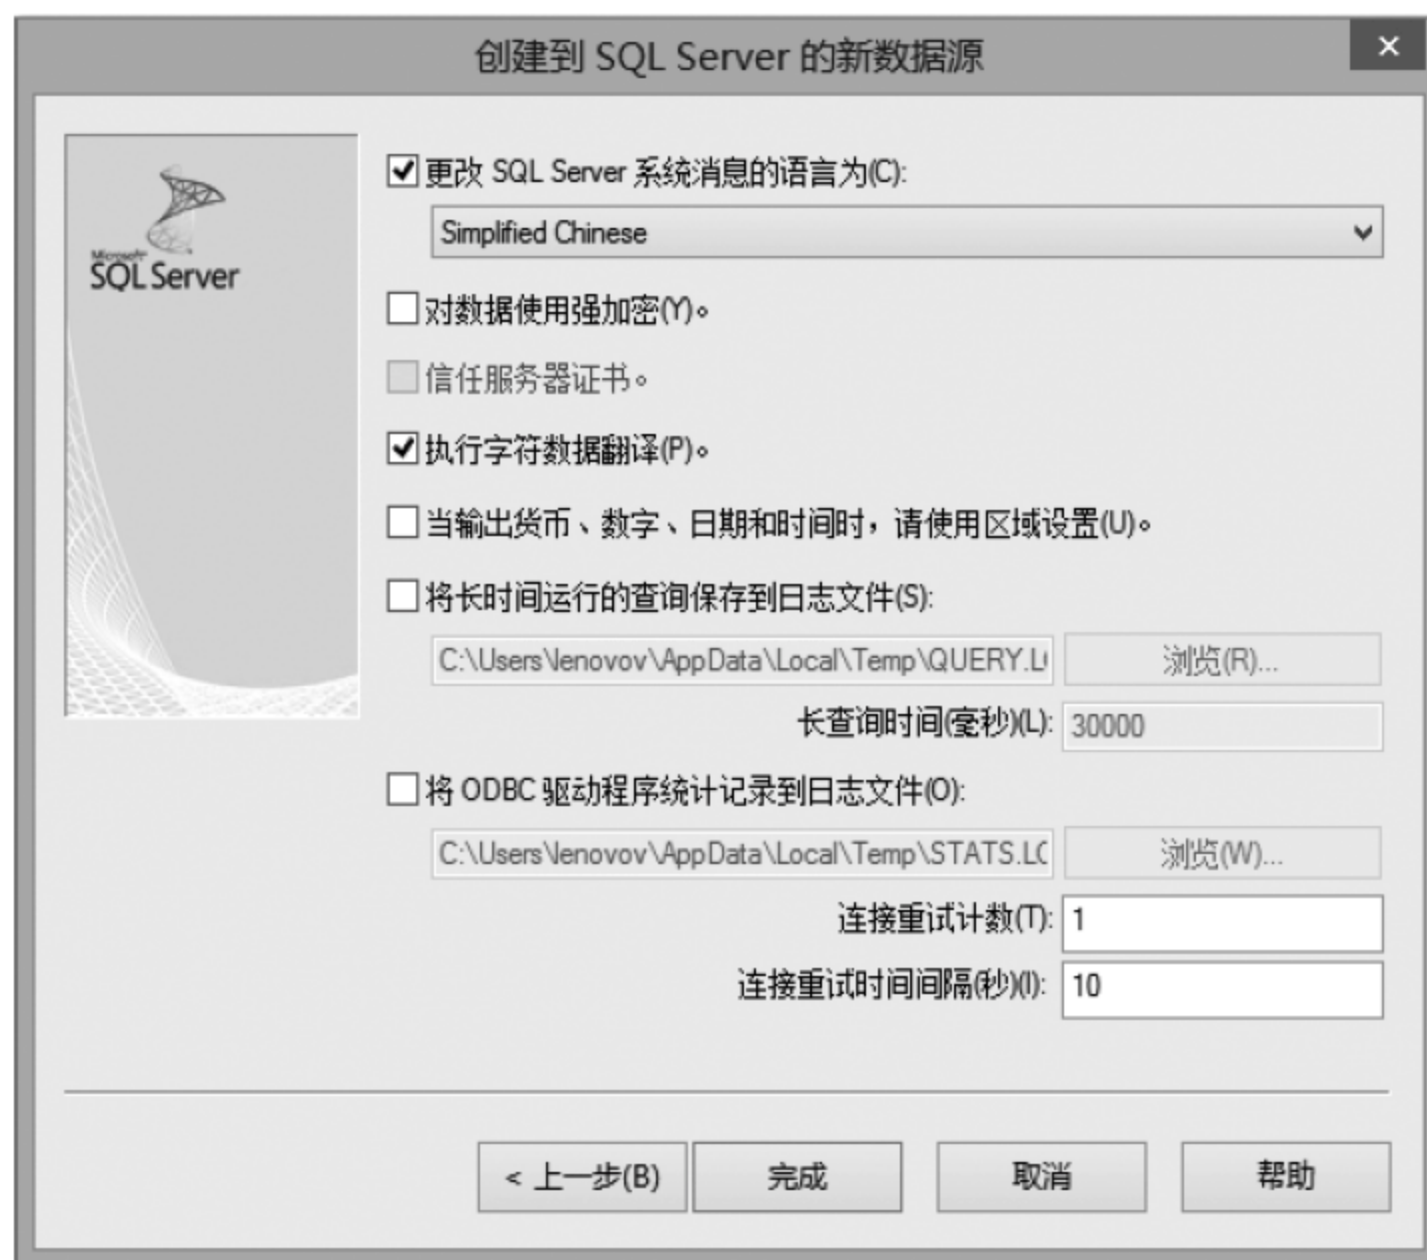 创建到 SQL Server 的新数据源
Microsoft
SQL Server
更改 SQL Server 系统消息的语言为(C):
Simplified Chinese
对数据使用强加密(Y)。
信任服务器证书。
执行字符数据翻译(P)。
当输出货币、数字、日期和时间时，请使用区域设置(U)。
将长时间运行的查询保存到日志文件(S):
C:\Users\lenovov\AppData\Local\Temp\QUERY.L 浏览(R)...
长查询时间(毫秒)(L): 30000
将 ODBC 驱动程序统计记录到日志文件(O):
C:\Users\lenovov\AppData\Local\Temp\STATS.LO 浏览(W)...
连接重试计数(T): 1
连接重试时间间隔(秒)(I): 10
< 上一步(B) 完成 取消 帮助